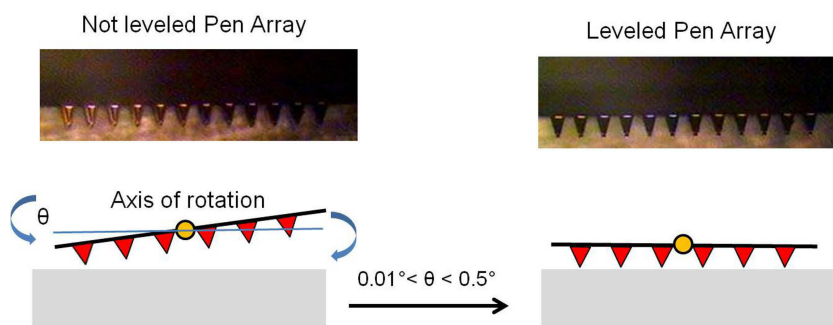 Not leveled Pen Array
Leveled Pen Array
θ
Axis of rotation
0.01°< θ < 0.5°